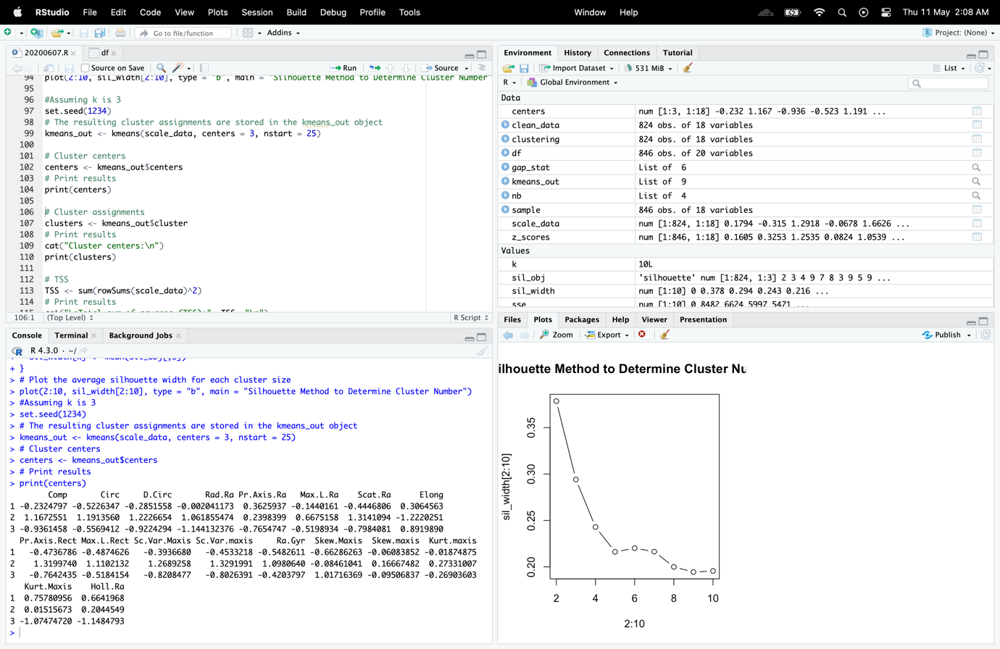 RStudio File Edit Code View Plots Session Build Debug Profile Tools Window Help Thu 11 May 2:08 AM
Go to file/function Addins Project: (None)
20200607.R df
Source on Save Run Source
94 plot(2:10, sil_width[2:10], type = "b", main = "Silhouette Method to Determine Cluster Number"
95
96 #Assuming k is 3
97 set.seed(1234)
98 # The resulting cluster assignments are stored in the kmeans_out object
99 kmeans_out <- kmeans(scale_data, centers = 3, nstart = 25)
100
101 # Cluster centers
102 centers <- kmeans_out$centers
103 # Print results
104 print(centers)
105
106 # Cluster assignments
107 clusters <- kmeans_out$cluster
108 # Print results
109 cat("Cluster centers:\n")
110 print(clusters)
111
112 # TSS
113 TSS <- sum(rowSums(scale_data)^2)
114 # Print results
115 cat("\nTotal sum of squares (TSS):", TSS, "\n")
106:1 (Top Level) R Script
Console Terminal Background Jobs
R 4.3.0 · ~/
+ sil_width[k] <- mean(sil_obj[,3])
+ }
> # Plot the average silhouette width for each cluster size
> plot(2:10, sil_width[2:10], type = "b", main = "Silhouette Method to Determine Cluster Number")
> #Assuming k is 3
> set.seed(1234)
> # The resulting cluster assignments are stored in the kmeans_out object
> kmeans_out <- kmeans(scale_data, centers = 3, nstart = 25)
> # Cluster centers
> centers <- kmeans_out$centers
> # Print results
> print(centers)
Comp Circ D.Circ Rad.Ra Pr.Axis.Ra Max.L.Ra Scat.Ra Elong
1 -0.2324797 -0.5226347 -0.2851558 -0.002041173 0.3625937 -0.1440161 -0.4446806 0.3064563
2 1.1672551 1.1913560 1.2226654 1.061855474 0.2398399 0.6675158 1.3141094 -1.2220251
3 -0.9361458 -0.5569412 -0.9224294 -1.144132376 -0.7654747 -0.5198934 -0.7984081 0.8919890
Pr.Axis.Rect Max.L.Rect Sc.Var.Maxis Sc.Var.maxis Ra.Gyr Skew.Maxis Skew.maxis Kurt.maxis
1 -0.4736786 -0.4874626 -0.3936680 -0.4533218 -0.5482611 -0.66286263 -0.06083852 -0.01874875
2 1.3199740 1.1102132 1.2689258 1.3291991 1.0980640 -0.08461041 0.16667482 0.27331007
3 -0.7642435 -0.5184154 -0.8208477 -0.8026391 -0.4203797 1.01716369 -0.09506837 -0.26903603
Kurt.Maxis Holl.Ra
1 0.75780956 0.6641968
2 0.01515673 0.2044549
3 -1.07474720 -1.1484793
>
Environment History Connections Tutorial
Import Dataset 531 MiB List
R Global Environment
Data
centers num [1:3, 1:18] -0.232 1.167 -0.936 -0.523 1.191 ...
clean_data 824 obs. of 18 variables
clustering 824 obs. of 18 variables
df 846 obs. of 20 variables
gap_stat List of 6
kmeans_out List of 9
nb List of 4
sample 846 obs. of 18 variables
scale_data num [1:824, 1:18] 0.1794 -0.315 1.2918 -0.0678 1.6626 ...
z_scores num [1:846, 1:18] 0.1605 0.3253 1.2535 0.0824 1.0539 ...
Values
k 10L
sil_obj 'silhouette' num [1:824, 1:3] 2 3 4 9 7 8 3 9 5 9 ...
sil_width num [1:10] 0 0.378 0.294 0.243 0.216 ...
sse num [1:10] 0 8482 6624 5997 5471 ...
Files Plots Packages Help Viewer Presentation
Zoom Export Publish
ilhouette Method to Determine Cluster Nu
sil_width[2:10]
0.35
0.30
0.25
0.20
2 4 6 8 10
2:10